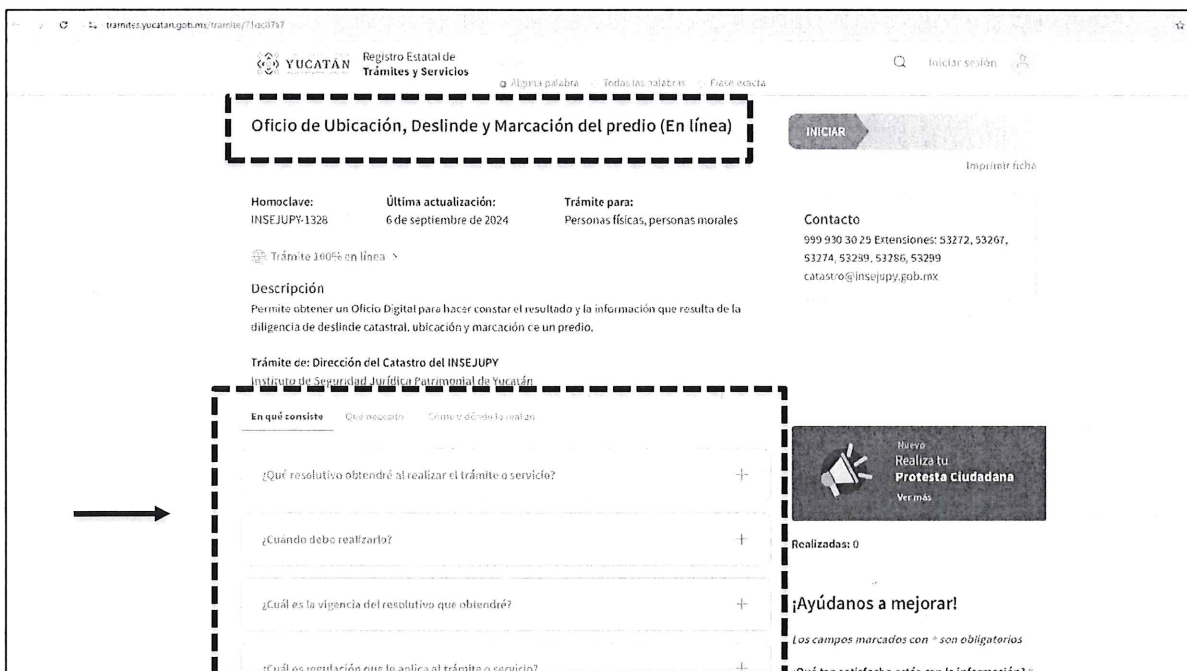 tramites.yucatan.gob.mx/tramite/
YUCATÁN
Registro Estatal de
Trámites y Servicios
Alguna palabra Todas las palabras Frase exacta
Iniciar sesión
Oficio de Ubicación, Deslinde y Marcación del predio (En línea)
INICIAR
Imprimir ficha
Homoclave:
INSEJUPY-1328
Última actualización:
6 de septiembre de 2024
Trámite para:
Personas físicas, personas morales
Trámite 100% en línea >
Contacto
999 930 30 25 Extensiones: 53272, 53267,
53274, 53289, 53286, 53299
catastro@insejupy.gob.mx
Descripción
Permite obtener un Oficio Digital para hacer constar el resultado y la información que resulta de la
diligencia de deslinde catastral, ubicación y marcación de un predio.
Trámite de: Dirección del Catastro del INSEJUPY
Instituto de Seguridad Jurídica Patrimonial de Yucatán
En qué consiste Qué necesito Cómo y dónde lo realizo
¿Qué resolutivo obtendré al realizar el trámite o servicio? +
¿Cuándo debo realizarlo? +
¿Cuál es la vigencia del resolutivo que obtendré? +
¿Cuál es regulación que le aplica al trámite o servicio? +
Nuevo
Realiza tu
Protesta Ciudadana
Ver más
Realizadas: 0
¡Ayúdanos a mejorar!
Los campos marcados con * son obligatorios
¿Qué tan satisfecho estás con la información? *